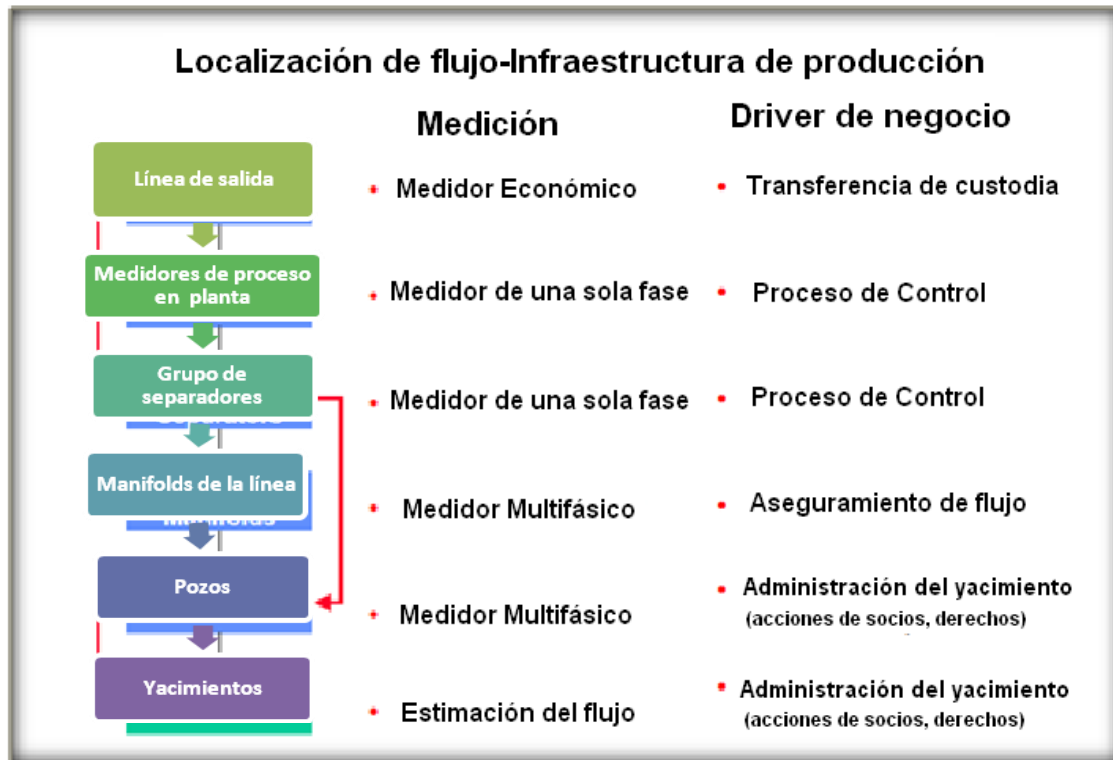 Localización de flujo-Infraestructura de producción
Medición
Driver de negocio
Línea de salida
Medidor Económico
Transferencia de custodia
Medidores de proceso
en planta
Medidor de una sola fase
Proceso de Control
Grupo de
separadores
Medidor de una sola fase
Proceso de Control
Manifolds de la línea
Medidor Multifásico
Aseguramiento de flujo
Manifolds
Pozos
Medidor Multifásico
Administración del yacimiento
(acciones de socios, derechos)
Yacimientos
Estimación del flujo
Administración del yacimiento
(acciones de socios, derechos)